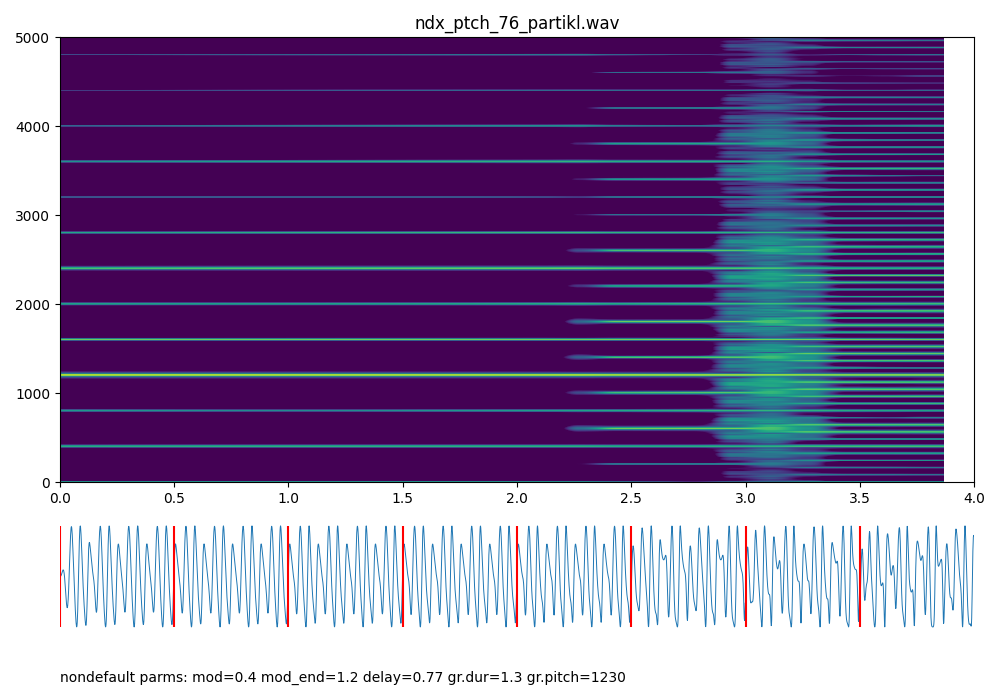 ndx_ptch_76_partikl.wav
5000
4000
3000
2000
1000
0
0.0 0.5 1.0 1.5 2.0 2.5 3.0 3.5 4.0
nondefault parms: mod=0.4 mod_end=1.2 delay=0.77 gr.dur=1.3 gr.pitch=1230